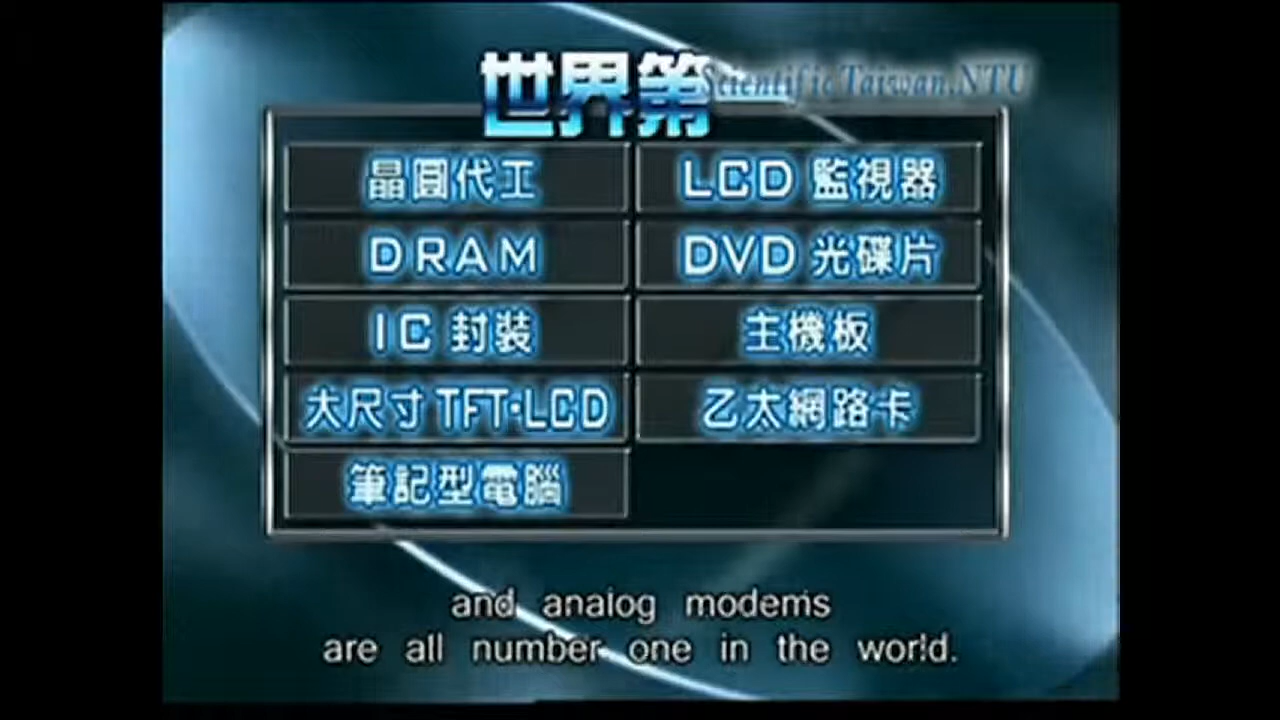 世界第
Scientific Taiwan.NTU
晶圓代工
LCD 監視器
DRAM
DVD 光碟片
IC 封裝
主機板
大尺寸 TFT·LCD
乙太網路卡
筆記型電腦
and analog modems
are all number one in the world.